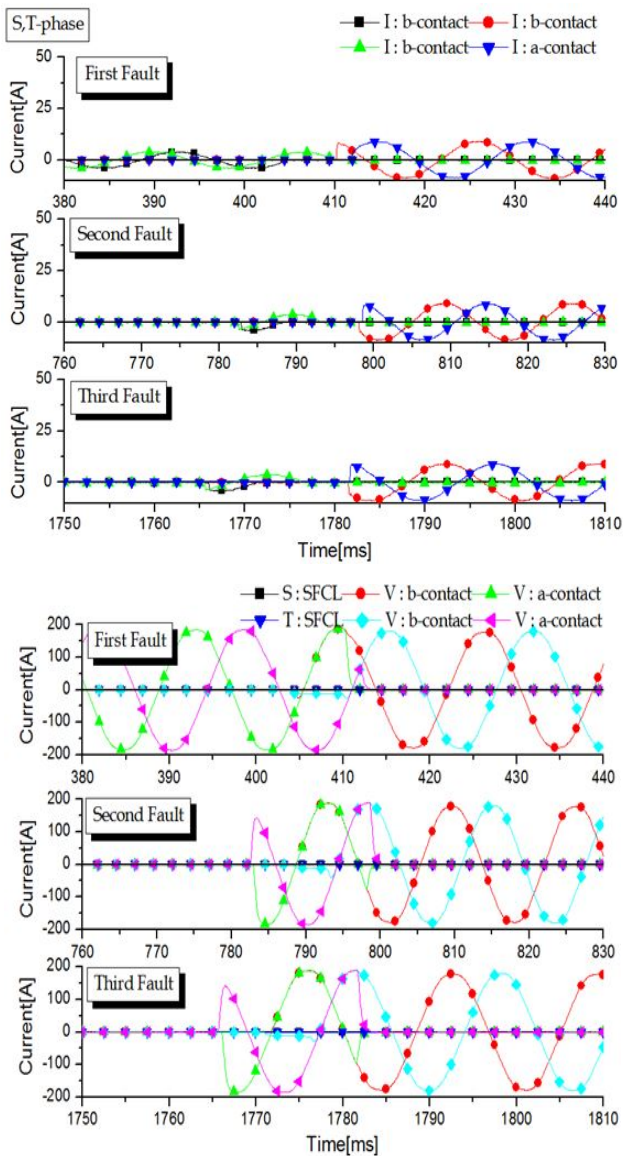 S,T-phase
I : b-contact I : b-contact
I : b-contact I : a-contact
First Fault
Current[A]
50
25
0
380 390 400 410 420 430 440
Second Fault
Current[A]
50
25
0
760 770 780 790 800 810 820 830
Third Fault
Current[A]
50
25
0
1750 1760 1770 1780 1790 1800 1810
Time[ms]
S : SFCL V : b-contact V : a-contact
T : SFCL V : b-contact V : a-contact
First Fault
Current[A]
200
100
0
-100
-200
380 390 400 410 420 430 440
Second Fault
Current[A]
200
100
0
-100
-200
760 770 780 790 800 810 820 830
Third Fault
Current[A]
200
100
0
-100
-200
1750 1760 1770 1780 1790 1800 1810
Time[ms]